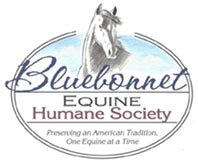 Bluebonnet
EQUINE
Humane Society
Preserving an American Tradition,
One Equine at a Time